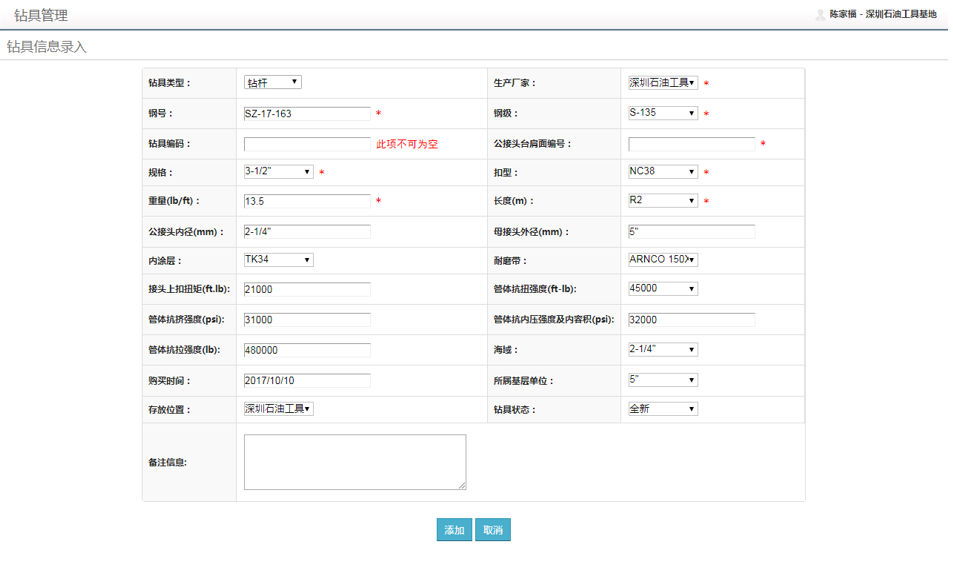 钻具管理
陈家榧 - 深圳石油工具基地
钻具信息录入
钻具类型： 钻杆 生产厂家： 深圳石油工具 *
钢号： SZ-17-163 * 钢级： S-135 *
钻具编码： 此项不可为空 公接头台肩面编号： *
规格： 3-1/2" * 扣型： NC38 *
重量(lb/ft)： 13.5 * 长度(m)： R2 *
公接头内径(mm)： 2-1/4" 母接头外径(mm)： 5"
内涂层： TK34 耐磨带： ARNCO 150X
接头上扣扭矩(ft.lb): 21000 管体抗扭强度(ft-lb): 45000
管体抗挤强度(psi): 31000 管体抗内压强度及内容积(psi): 32000
管体抗拉强度(lb): 480000 海域： 2-1/4"
购买时间： 2017/10/10 所属基层单位： 5"
存放位置： 深圳石油工具 钻具状态： 全新
备注信息:
添加 取消